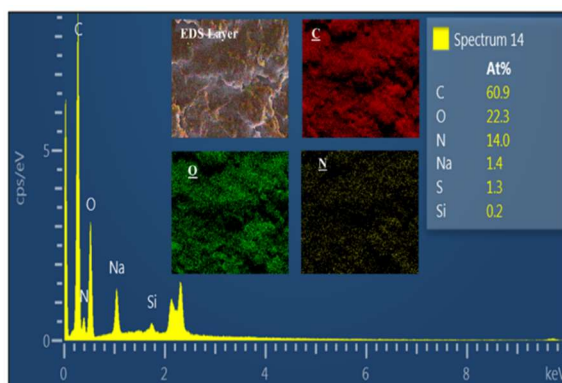 C
EDS Layer
C
Spectrum 14
At%
C 60.9
O 22.3
N 14.0
Na 1.4
S 1.3
Si 0.2
5
cps/eV
O
N
O
N
Na
Si
0
0 2 4 6 8 keV